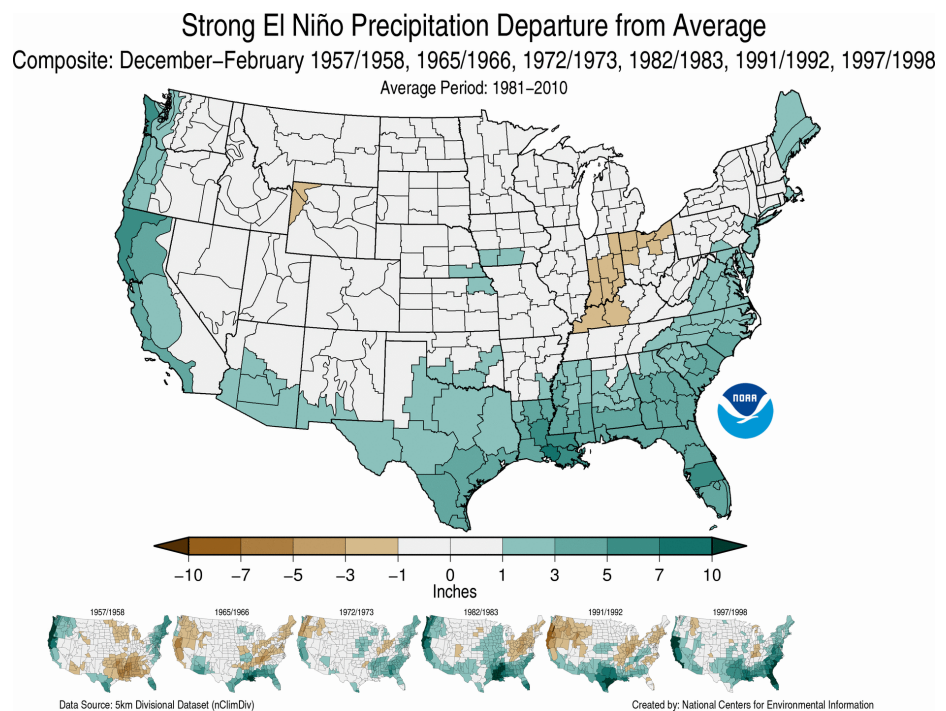 Strong El Niño Precipitation Departure from Average
Composite: December−February 1957/1958, 1965/1966, 1972/1973, 1982/1983, 1991/1992, 1997/1998
Average Period: 1981−2010
NOAA
−10 −7 −5 −3 −1 0 1 3 5 7 10
Inches
1957/1958 1965/1966 1972/1973 1982/1983 1991/1992 1997/1998
Data Source: 5km Divisional Dataset (nClimDiv) Created by: National Centers for Environmental Information